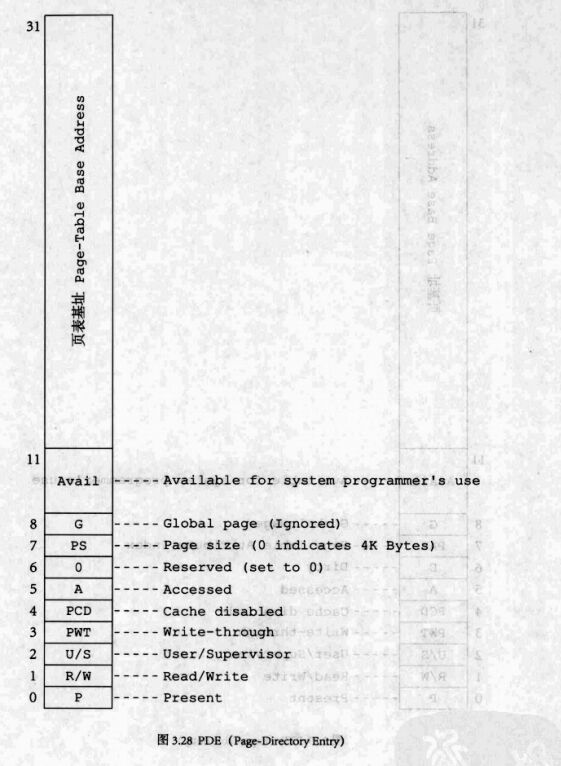 31
页表基址 Page-Table Base Address
11
Avail ----- Available for system programmer's use
8 G ----- Global page (Ignored)
7 PS ----- Page size (0 indicates 4K Bytes)
6 0 ----- Reserved (set to 0)
5 A ----- Accessed
4 PCD ----- Cache disabled
3 PWT ----- Write-through
2 U/S ----- User/Supervisor
1 R/W ----- Read/Write
0 P ----- Present
图 3.28 PDE (Page-Directory Entry)